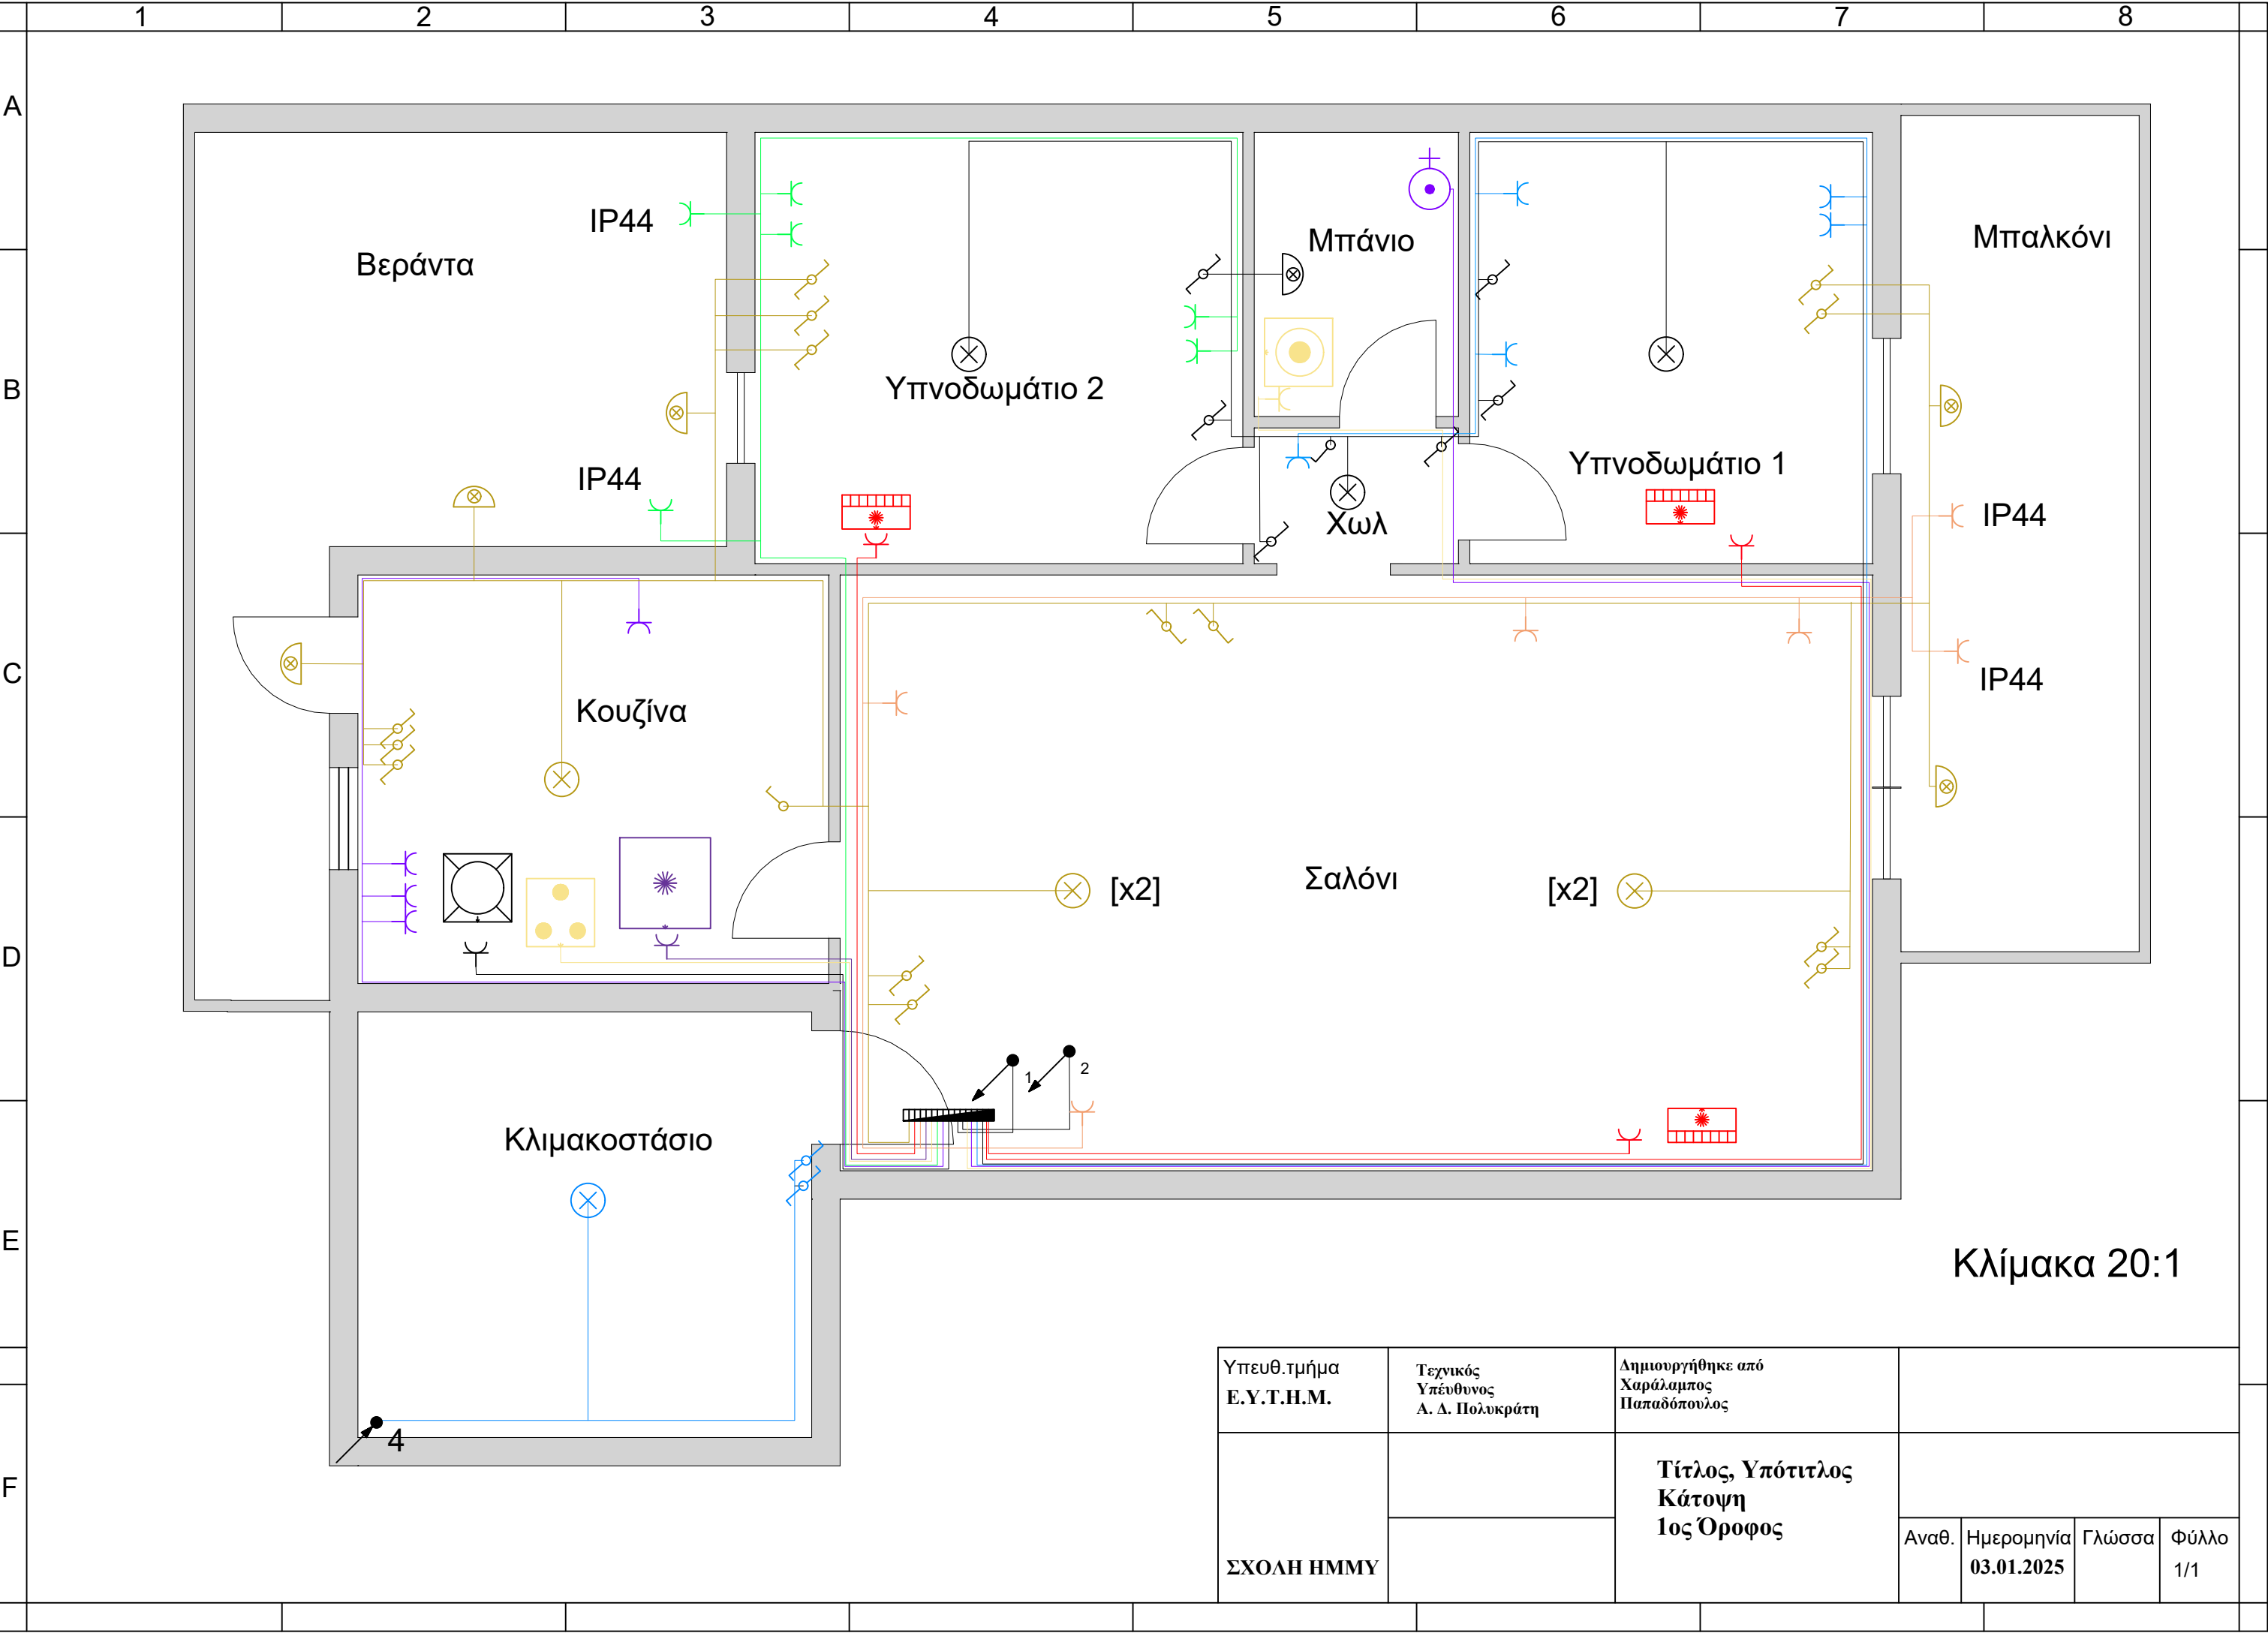 1 2 3 4 5 6 7 8
A
B
C
D
E
F
IP44
Βεράντα
IP44
Υπνοδωμάτιο 2
Μπάνιο
Μπαλκόνι
Υπνοδωμάτιο 1
Χωλ
IP44
IP44
Κουζίνα
[x2]
Σαλόνι
[x2]
1
2
Κλιμακοστάσιο
4
Κλίμακα 20:1
Υπευθ.τμήμα
Ε.Υ.Τ.Η.Μ.
Τεχνικός
Υπέυθυνος
Α. Δ. Πολυκράτη
Δημιουργήθηκε από
Χαράλαμπος
Παπαδόπουλος
ΣΧΟΛΗ ΗΜΜΥ
Τίτλος, Υπότιτλος
Κάτοψη
1ος Όροφος
Αναθ.
Ημερομηνία
03.01.2025
Γλώσσα
Φύλλο
1/1